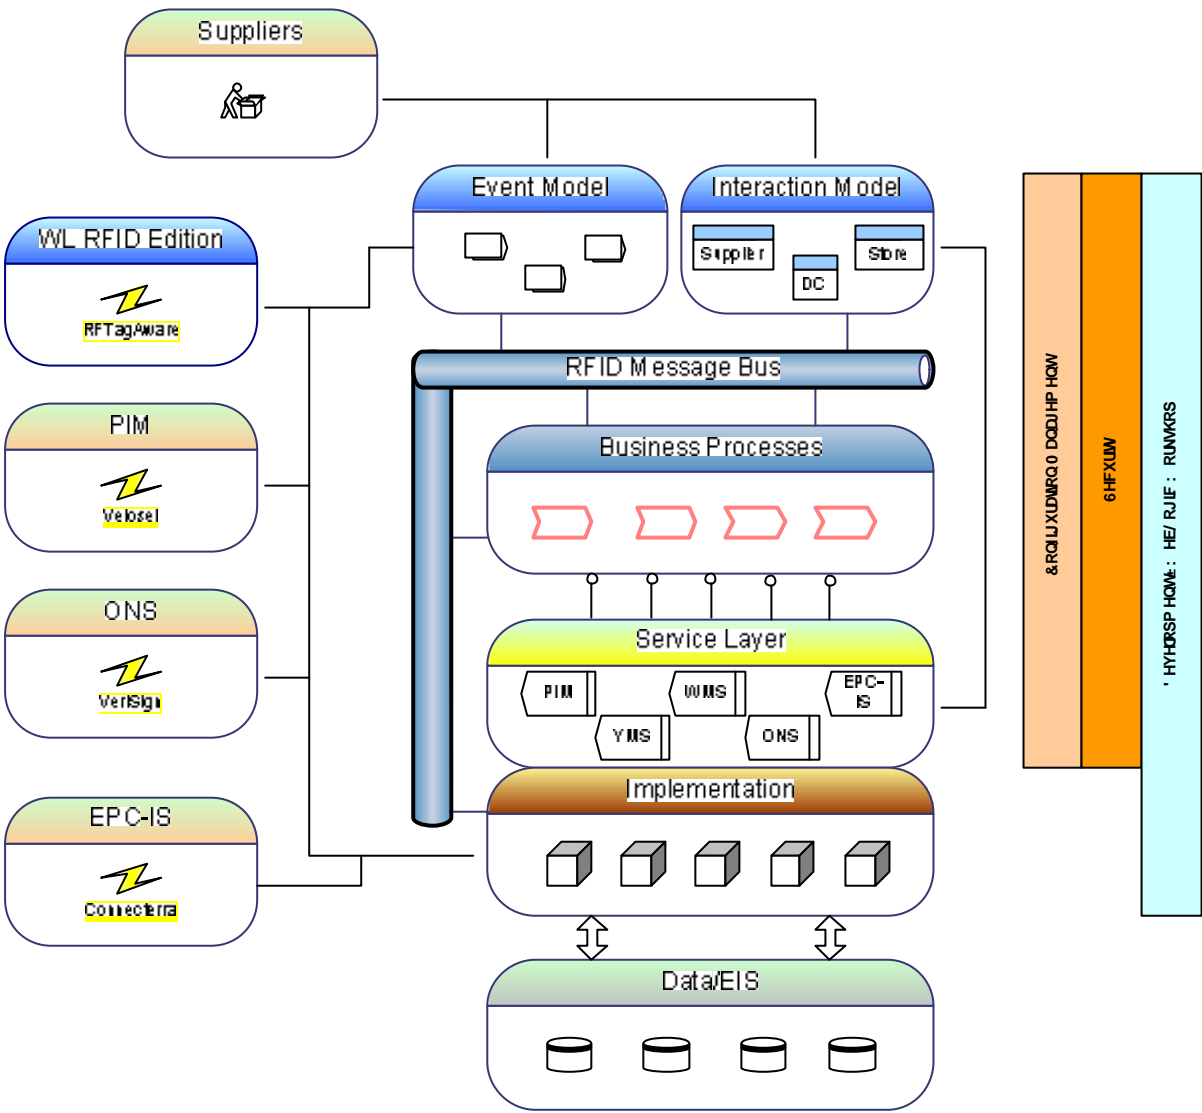 Suppliers
Event Model
Interaction Model
Supplier
Store
DC
WL RFID Edition
RFTagAware
RFID Message Bus
PIM
Velosel
Business Processes
ONS
VeriSign
Service Layer
PIM
WMS
EPC-
IS
YMS
ONS
EPC-IS
Connecterra
Implementation
Data/EIS
6HFXULW\